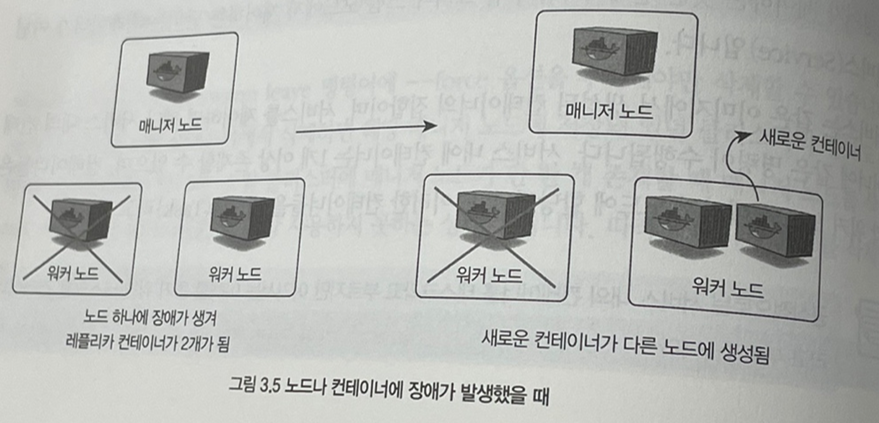 매니저 노드
매니저 노드
새로운 컨테이너
워커 노드
워커 노드
워커 노드
워커 노드
노드 하나에 장애가 생겨
레플리카 컨테이너가 2개가 됨
새로운 컨테이너가 다른 노드에 생성됨
그림 3.5 노드나 컨테이너에 장애가 발생했을 때